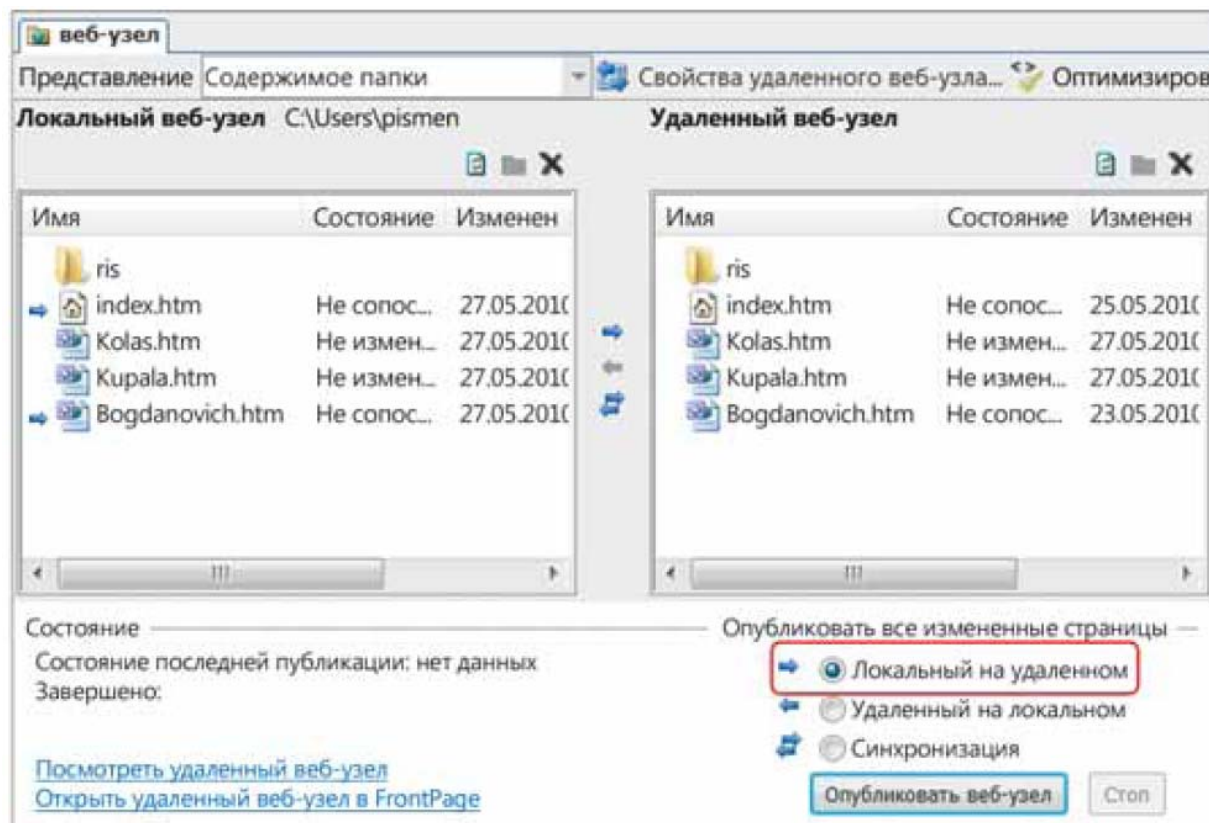 веб-узел
Представление Содержимое папки Свойства удаленного веб-узла... Оптимизиров
Локальный веб-узел C:\Users\pismen Удаленный веб-узел
Имя Состояние Изменен Имя Состояние Изменен
ris ris
index.htm Не сопос... 27.05.201( index.htm Не сопос... 25.05.201(
Kolas.htm Не измен... 27.05.201( Kolas.htm Не измен... 27.05.201(
Kupala.htm Не измен... 27.05.201( Kupala.htm Не измен... 27.05.201(
Bogdanovich.htm Не сопос... 27.05.201( Bogdanovich.htm Не сопос... 23.05.201(
Состояние Опубликовать все измененные страницы
Состояние последней публикации: нет данных Локальный на удаленном
Завершено:
Удаленный на локальном
Синхронизация
Посмотреть удаленный веб-узел
Открыть удаленный веб-узел в FrontPage Опубликовать веб-узел Стоп